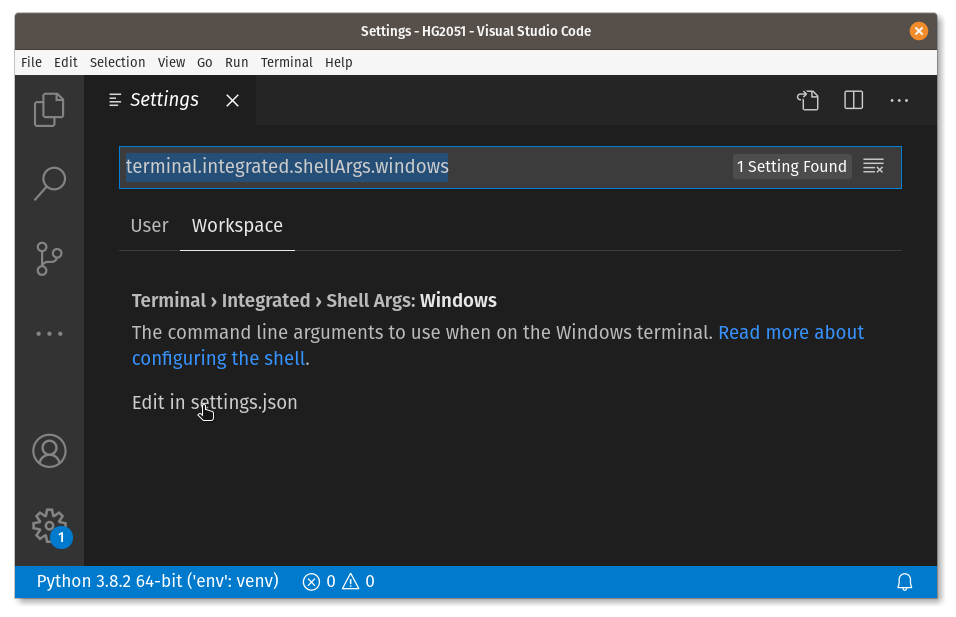 Settings - HG2051 - Visual Studio Code
File Edit Selection View Go Run Terminal Help
Settings
terminal.integrated.shellArgs.windows 1 Setting Found
User Workspace
Terminal › Integrated › Shell Args: Windows
The command line arguments to use when on the Windows terminal. Read more about
configuring the shell.
Edit in settings.json
1
Python 3.8.2 64-bit ('env': venv) 0 0